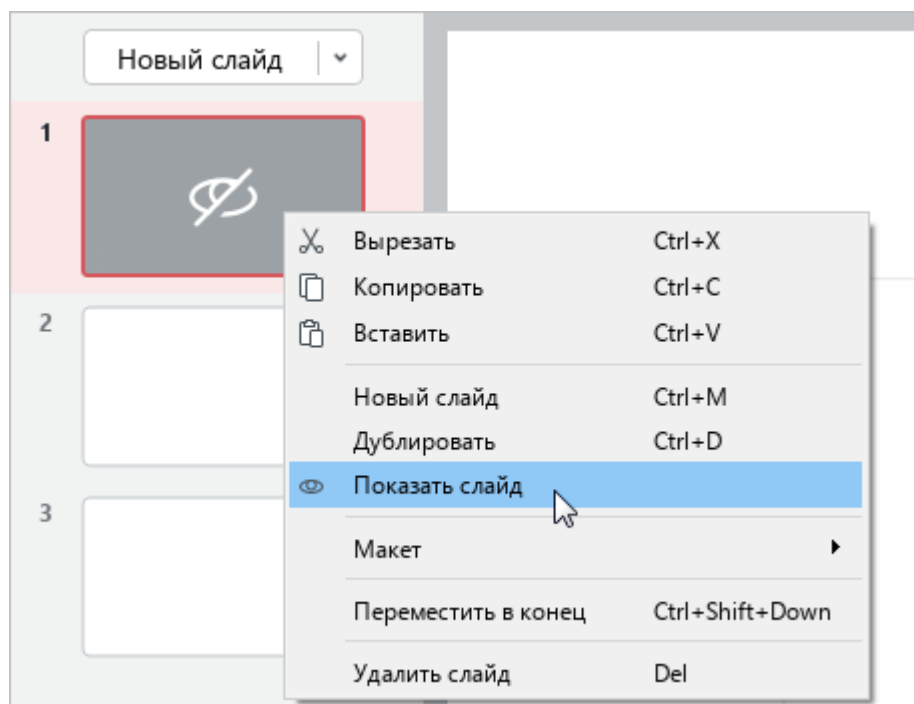 Новый слайд
1
Вырезать Ctrl+X
Копировать Ctrl+C
2
Вставить Ctrl+V
Новый слайд Ctrl+M
Дублировать Ctrl+D
Показать слайд
3
Макет
Переместить в конец Ctrl+Shift+Down
Удалить слайд Del